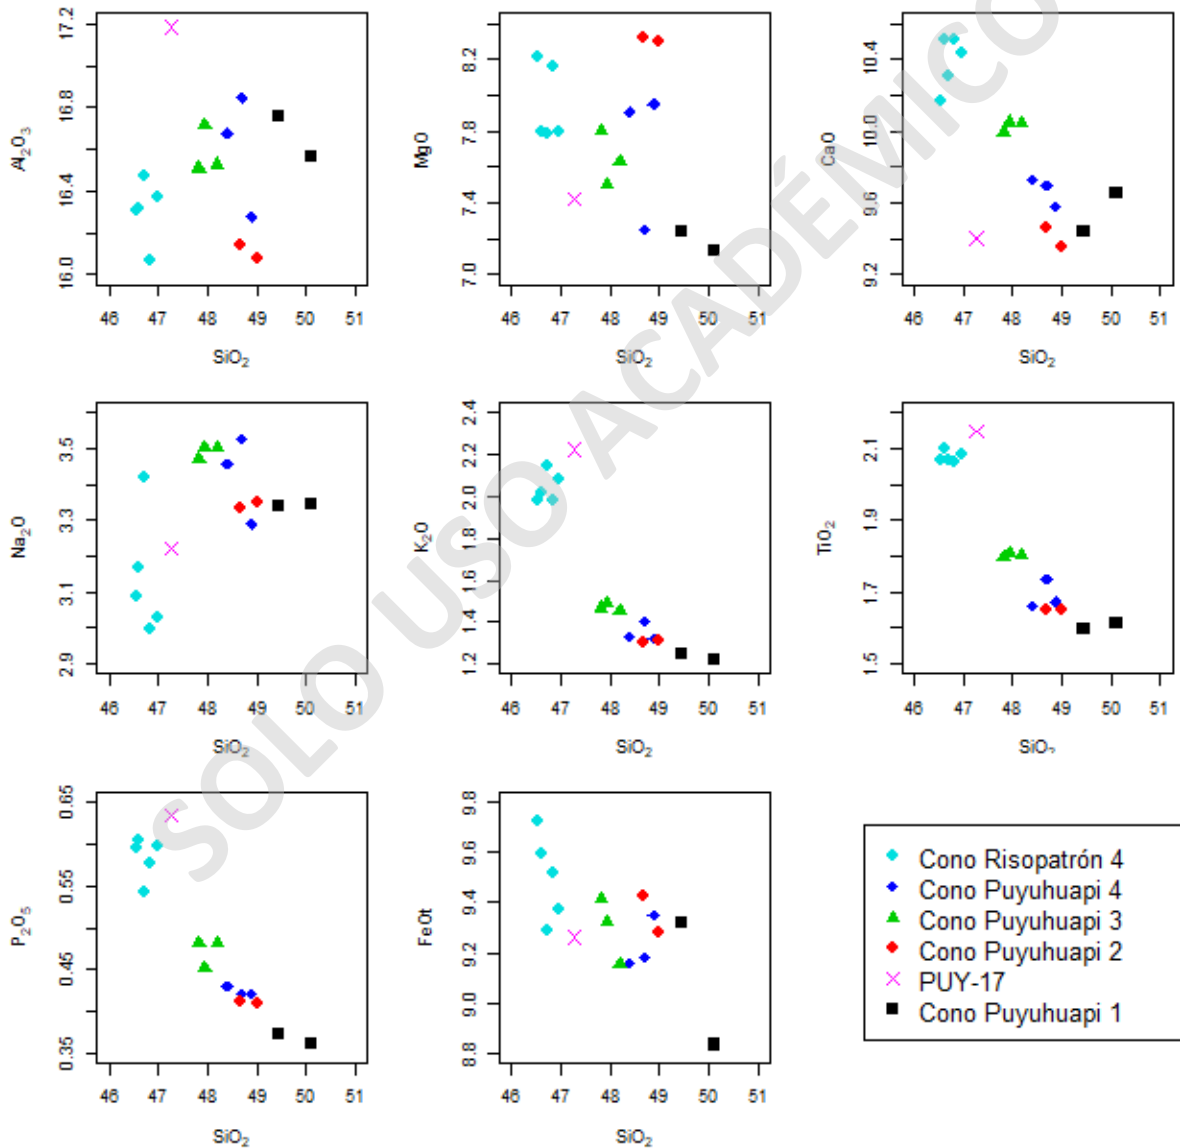 Al₂O₃
17.2
16.8
16.4
16.0
46 47 48 49 50 51
SiO₂
MgO
8.2
7.8
7.4
7.0
46 47 48 49 50 51
SiO₂
CaO
10.4
10.0
9.6
9.2
46 47 48 49 50 51
SiO₂
Na₂O
3.5
3.3
3.1
2.9
46 47 48 49 50 51
SiO₂
K₂O
2.4
2.2
2.0
1.8
1.6
1.4
1.2
46 47 48 49 50 51
SiO₂
TiO₂
2.1
1.9
1.7
1.5
46 47 48 49 50 51
SiO₂
P₂O₅
0.65
0.55
0.45
0.35
46 47 48 49 50 51
SiO₂
FeOt
9.8
9.6
9.4
9.2
9.0
8.8
46 47 48 49 50 51
SiO₂
Cono Risopatrón 4
Cono Puyuhuapi 4
Cono Puyuhuapi 3
Cono Puyuhuapi 2
PUY-17
Cono Puyuhuapi 1
SOLO USO ACADÉMICO